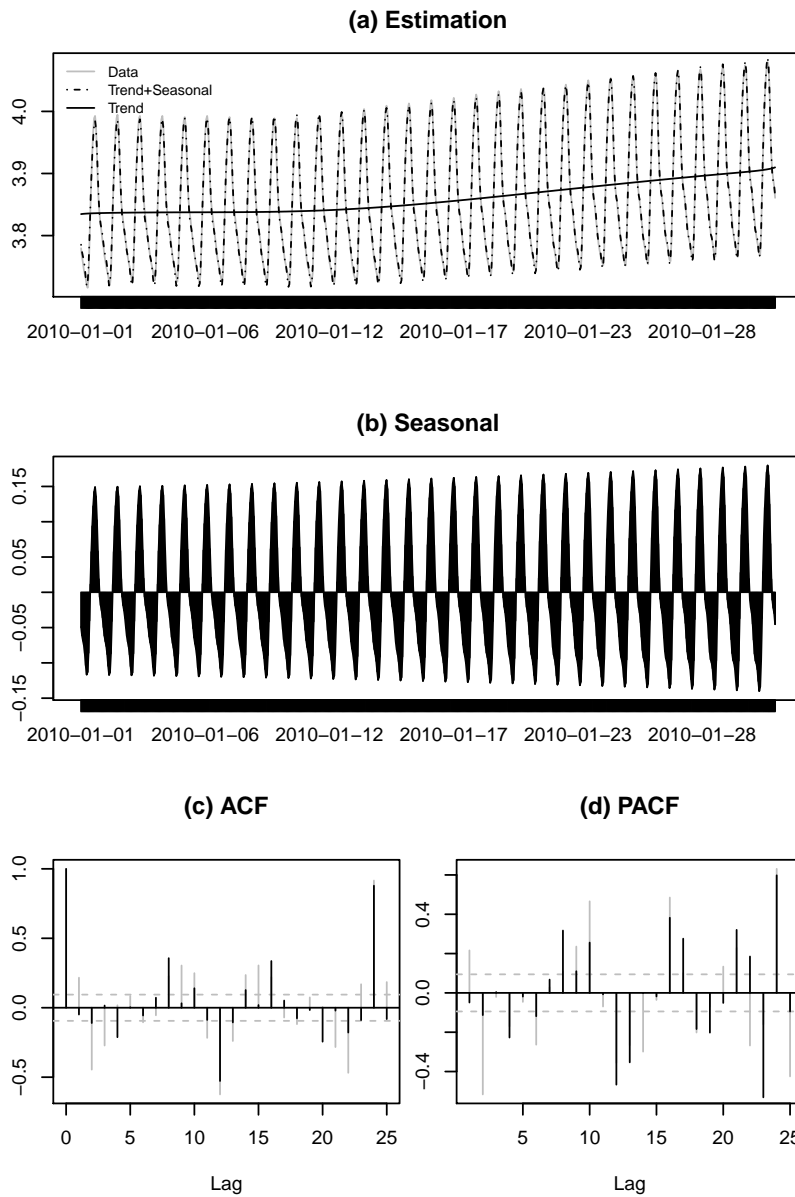 (a) Estimation
Data
Trend+Seasonal
Trend
4.0
3.9
3.8
2010−01−01 2010−01−06 2010−01−12 2010−01−17 2010−01−23 2010−01−28
(b) Seasonal
0.15
0.05
−0.05
−0.15
2010−01−01 2010−01−06 2010−01−12 2010−01−17 2010−01−23 2010−01−28
(c) ACF
1.0
0.5
0.0
−0.5
0 5 10 15 20 25
Lag
(d) PACF
0.4
0.0
−0.4
5 10 15 20 25
Lag